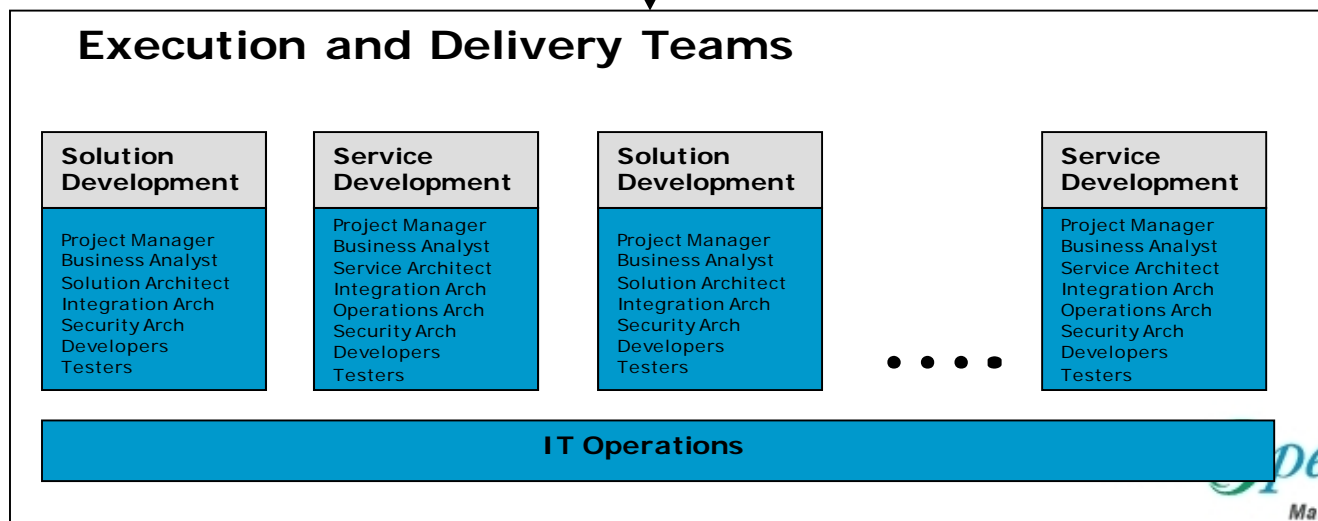 Execution and Delivery Teams
Solution
Development
Project Manager
Business Analyst
Solution Architect
Integration Arch
Security Arch
Developers
Testers
Service
Development
Project Manager
Business Analyst
Service Architect
Integration Arch
Operations Arch
Security Arch
Developers
Testers
Solution
Development
Project Manager
Business Analyst
Solution Architect
Integration Arch
Security Arch
Developers
Testers
....
Service
Development
Project Manager
Business Analyst
Service Architect
Integration Arch
Operations Arch
Security Arch
Developers
Testers
IT Operations